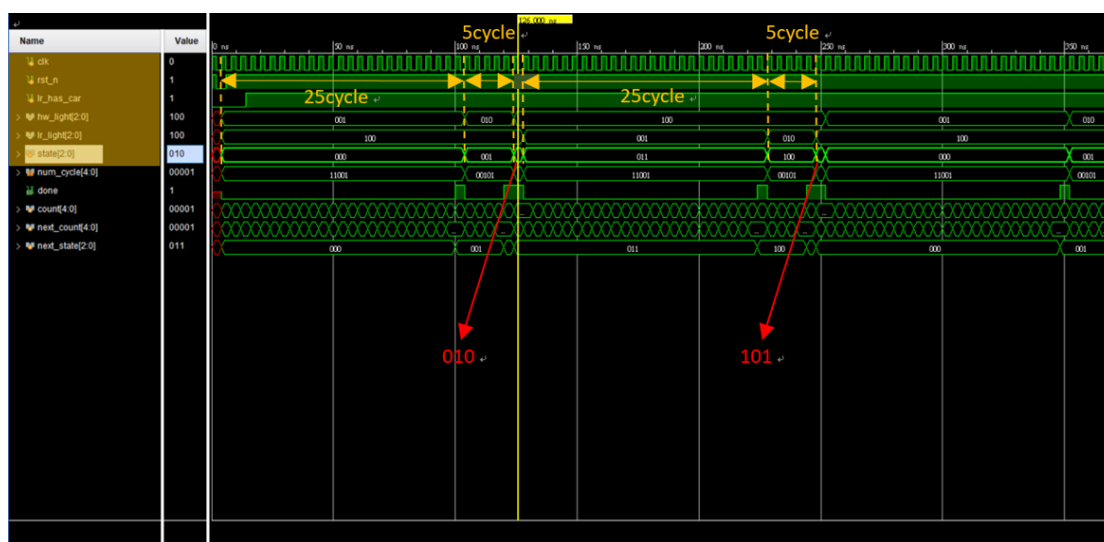 126.000 ns
5cycle
5cycle
Name
Value
0 ns
50 ns
100 ns
150 ns
200 ns
250 ns
300 ns
350 ns
clk
0
rst_n
1
lr_has_car
1
25cycle
25cycle
hw_light[2:0]
100
001
010
100
001
010
lr_light[2:0]
100
100
001
010
100
state[2:0]
010
000
001
011
100
000
001
num_cycle[4:0]
00001
11001
00101
11001
00101
11001
00101
done
1
count[4:0]
00001
...
...
next_count[4:0]
00001
...
...
...
...
...
next_state[2:0]
011
000
001
011
100
000
001
010
101